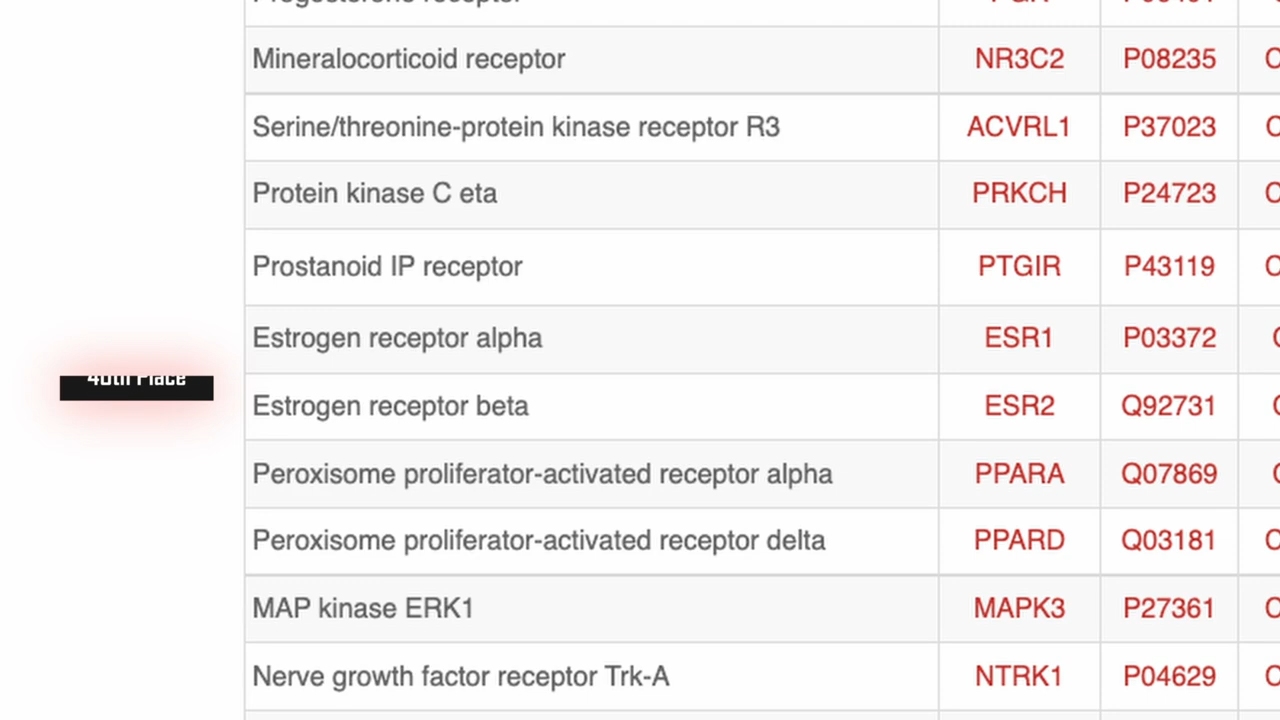 Mineralocorticoid receptor NR3C2 P08235
Serine/threonine-protein kinase receptor R3 ACVRL1 P37023
Protein kinase C eta PRKCH P24723
Prostanoid IP receptor PTGIR P43119
Estrogen receptor alpha ESR1 P03372
40th Place
Estrogen receptor beta ESR2 Q92731
Peroxisome proliferator-activated receptor alpha PPARA Q07869
Peroxisome proliferator-activated receptor delta PPARD Q03181
MAP kinase ERK1 MAPK3 P27361
Nerve growth factor receptor Trk-A NTRK1 P04629